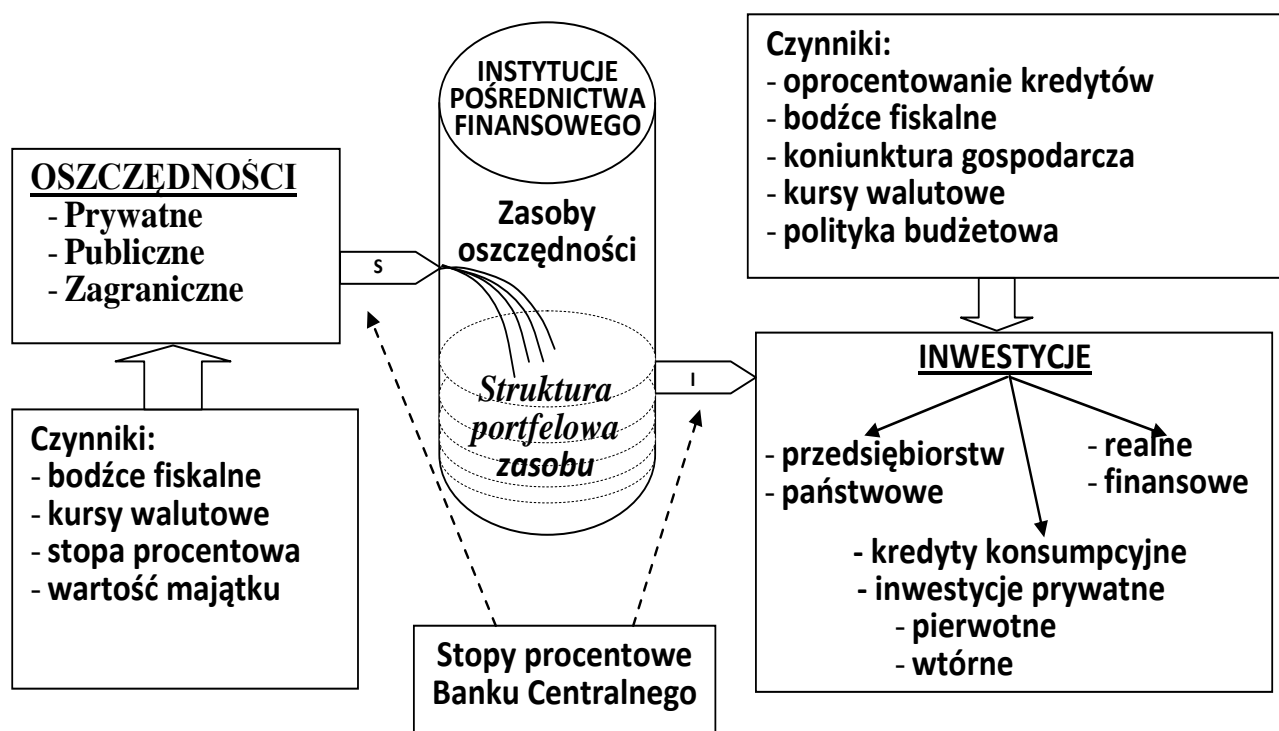 OSZCZĘDNOŚCI
- Prywatne
- Publiczne
- Zagraniczne
Czynniki:
- bodźce fiskalne
- kursy walutowe
- stopa procentowa
- wartość majątku
S
INSTYTUCJE
POŚREDNICTWA
FINANSOWEGO
Zasoby
oszczędności
Struktura
portfelowa
zasobu
I
Stopy procentowe
Banku Centralnego
Czynniki:
- oprocentowanie kredytów
- bodźce fiskalne
- koniunktura gospodarcza
- kursy walutowe
- polityka budżetowa
INWESTYCJE
- przedsiębiorstw
- państwowe
- realne
- finansowe
- kredyty konsumpcyjne
- inwestycje prywatne
- pierwotne
- wtórne